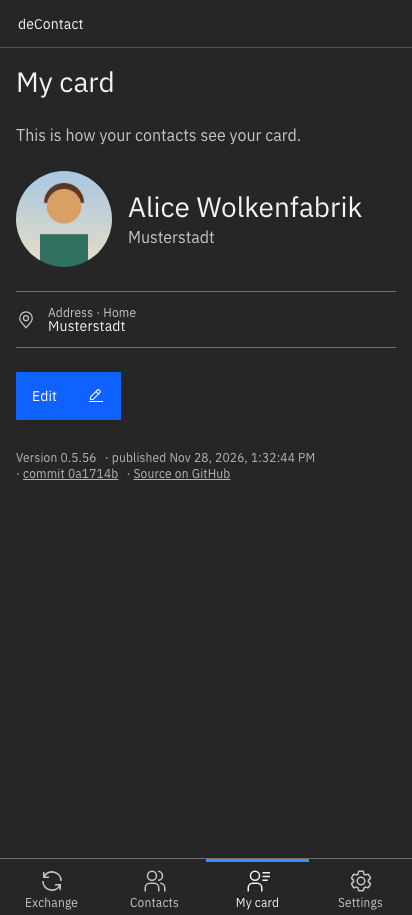 deContact
My card
This is how your contacts see your card.
Alice Wolkenfabrik
Musterstadt
Address · Home
Musterstadt
Edit
Version 0.5.56 · published Nov 28, 2026, 1:32:44 PM
· commit 0a1714b · Source on GitHub
Exchange
Contacts
My card
Settings